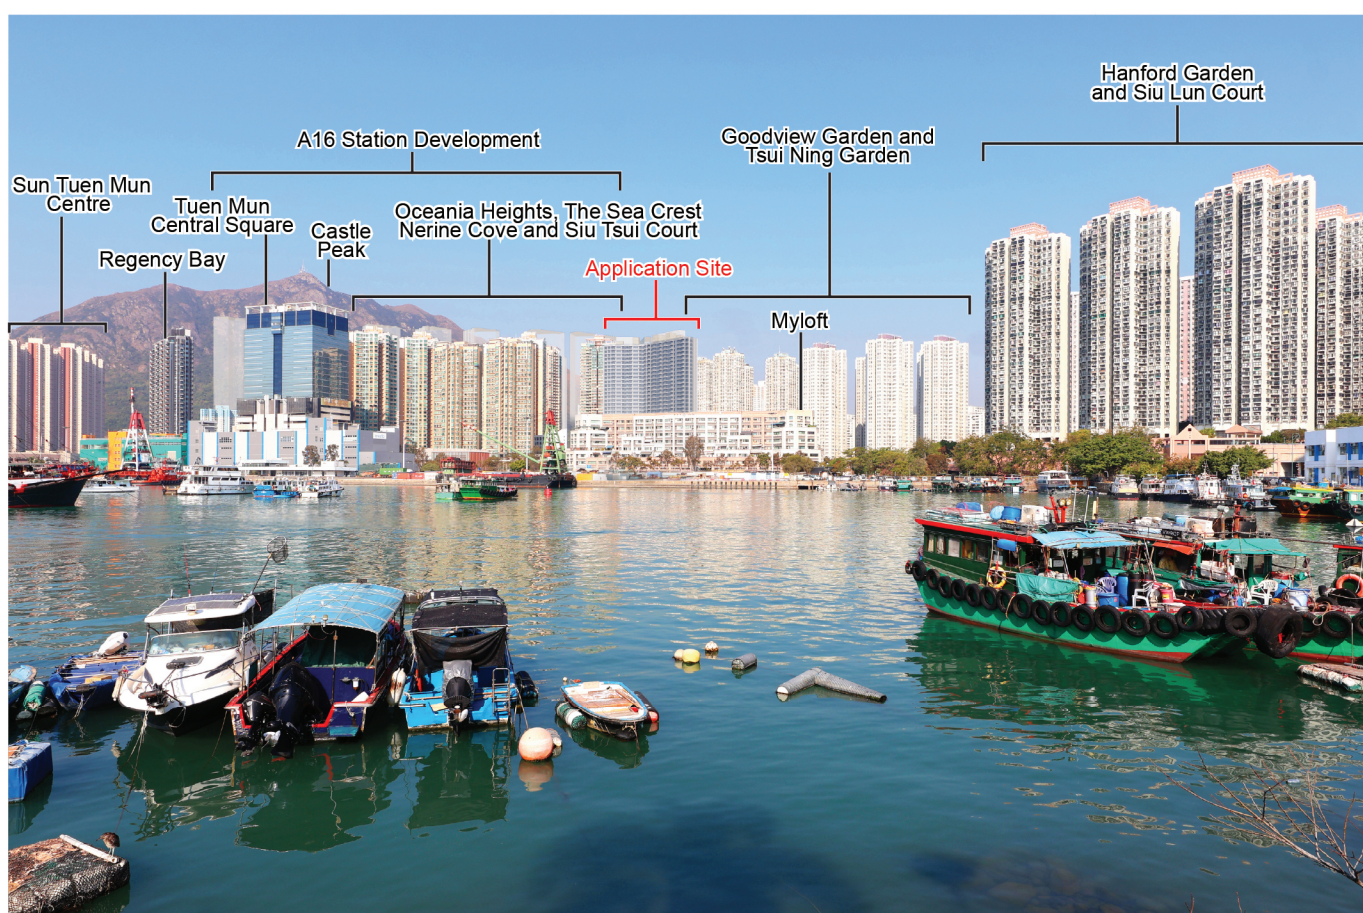 Hanford Garden
and Siu Lun Court
A16 Station Development
Goodview Garden and
Tsui Ning Garden
Sun Tuen Mun
Centre
Tuen Mun
Central Square
Castle
Peak
Oceania Heights, The Sea Crest
Nerine Cove and Siu Tsui Court
Regency Bay
Application Site
Myloft